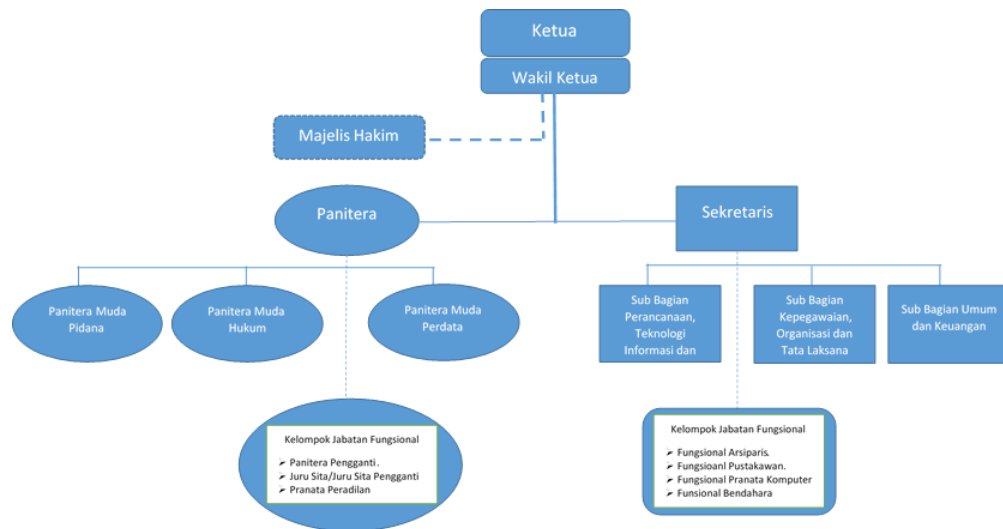 Ketua
Wakil Ketua
Majelis Hakim
Panitera
Sekretaris
Panitera Muda
Pidana
Panitera Muda
Hukum
Panitera Muda
Perdata
Sub Bagian
Perancanaan,
Teknologi
Informasi dan
Sub Bagian
Kepegawaian,
Organisasi dan
Tata Laksana
Sub Bagian Umum
dan Keuangan
Kelompok Jabatan Fungsional
➢ Panitera Pengganti.
➢ Juru Sita/Juru Sita Pengganti
➢ Pranata Peradilan
Kelompok Jabatan Fungsional
➢ Fungsional Arsiparis.
➢ Fungsioanl Pustakawan.
➢ Fungsional Pranata Komputer
➢ Funsional Bendahara